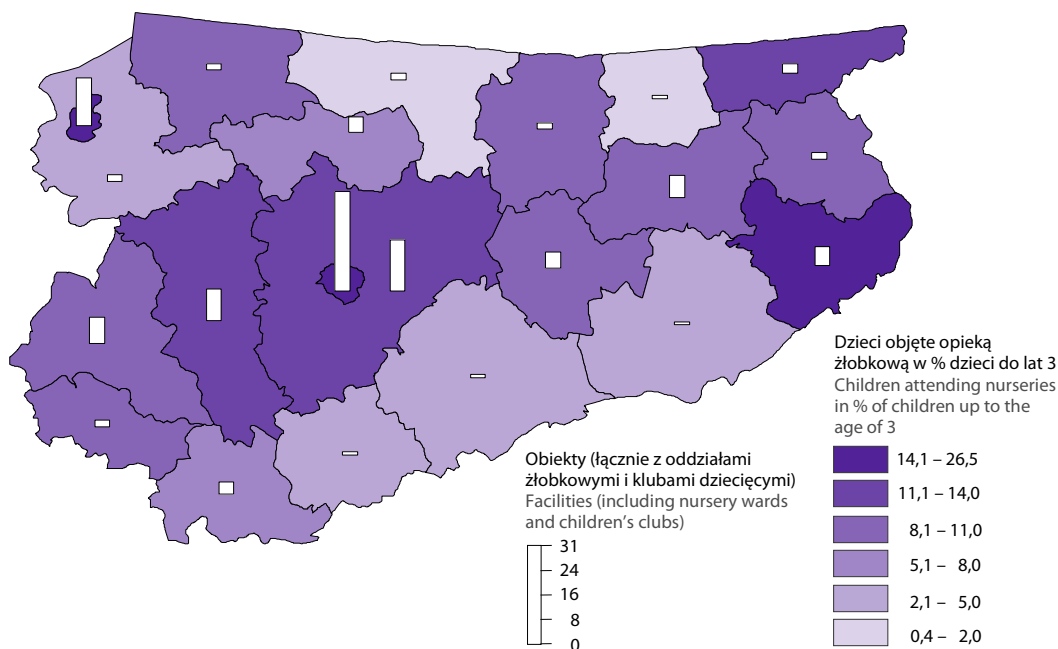 Obiekty (łącznie z oddziałami
żłobkowymi i klubami dziecięcymi)
Facilities (including nursery wards
and children's clubs)
31
24
16
8
0
Dzieci objęte opieką
żłobkową w % dzieci do lat 3
Children attending nurseries
in % of children up to the
age of 3
14,1 – 26,5
11,1 – 14,0
8,1 – 11,0
5,1 – 8,0
2,1 – 5,0
0,4 – 2,0